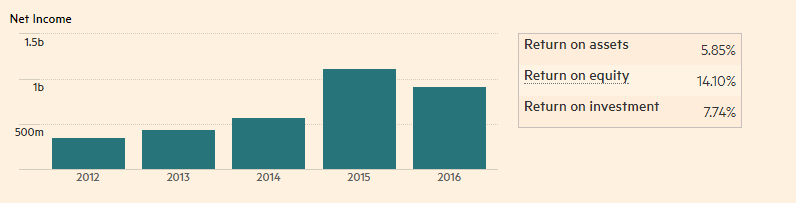 Net Income
1.5b
1b
500m
2012 2013 2014 2015 2016
Return on assets 5.85%
Return on equity 14.10%
Return on investment 7.74%